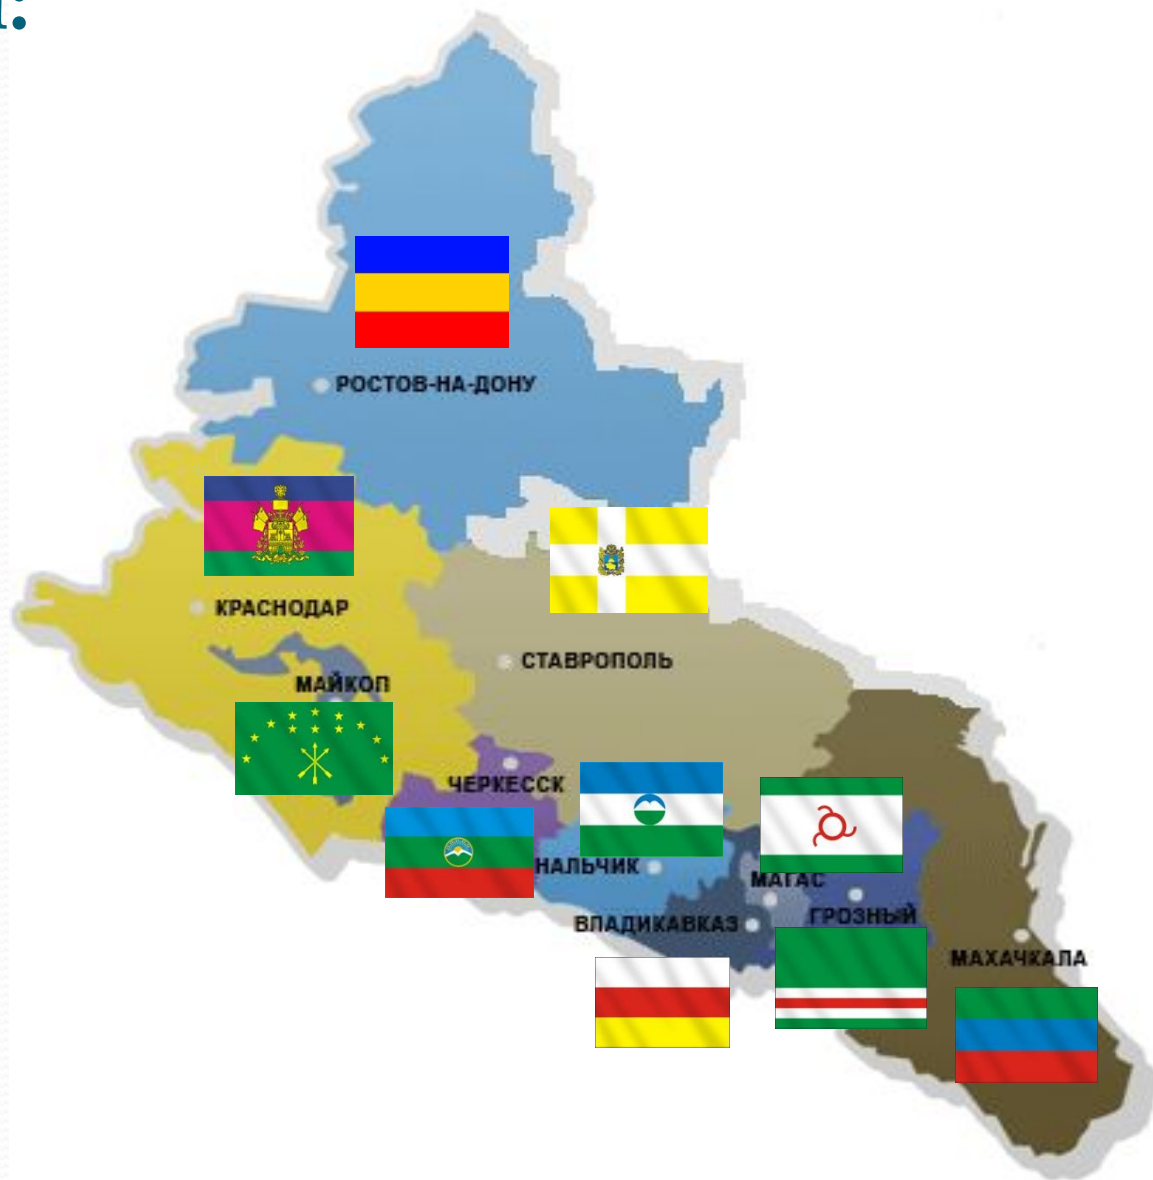 РОСТОВ-НА-ДОНУ
КРАСНОДАР
СТАВРОПОЛЬ
МАЙКОП
ЧЕРКЕССК
НАЛЬЧИК
МАГАС
ГРОЗНЫЙ
ВЛАДИКАВКАЗ
МАХАЧКАЛА